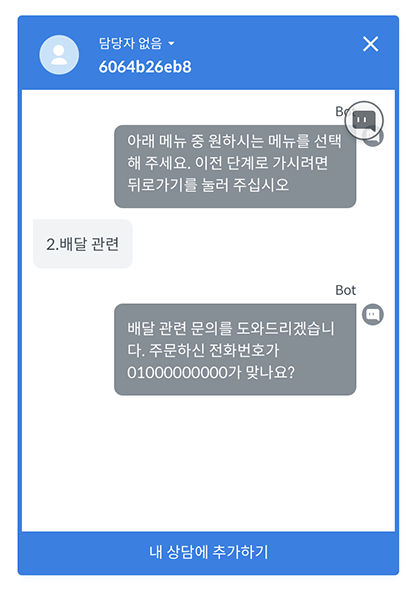 담당자 없음
6064b26eb8
Bot
아래 메뉴 중 원하시는 메뉴를 선택
해 주세요. 이전 단계로 가시려면
뒤로가기를 눌러 주십시오
2.배달 관련
Bot
배달 관련 문의를 도와드리겠습니
다. 주문하신 전화번호가
01000000000가 맞나요?
내 상담에 추가하기